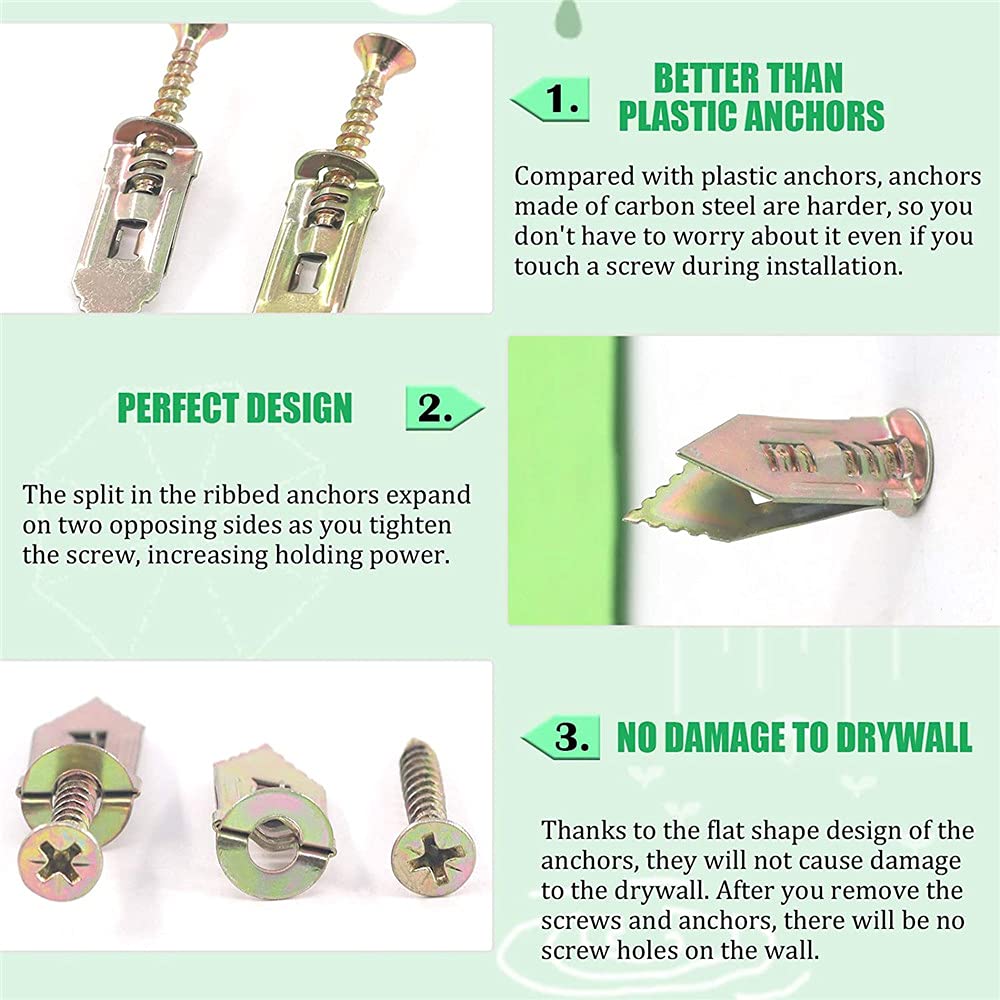 1.
BETTER THAN
PLASTIC ANCHORS
Compared with plastic anchors, anchors
made of carbon steel are harder, so you
don't have to worry about it even if you
touch a screw during installation.
PERFECT DESIGN
2.
The split in the ribbed anchors expand
on two opposing sides as you tighten
the screw, increasing holding power.
3.
NO DAMAGE TO DRYWALL
Thanks to the flat shape design of the
anchors, they will not cause damage
to the drywall. After you remove the
screws and anchors, there will be no
screw holes on the wall.